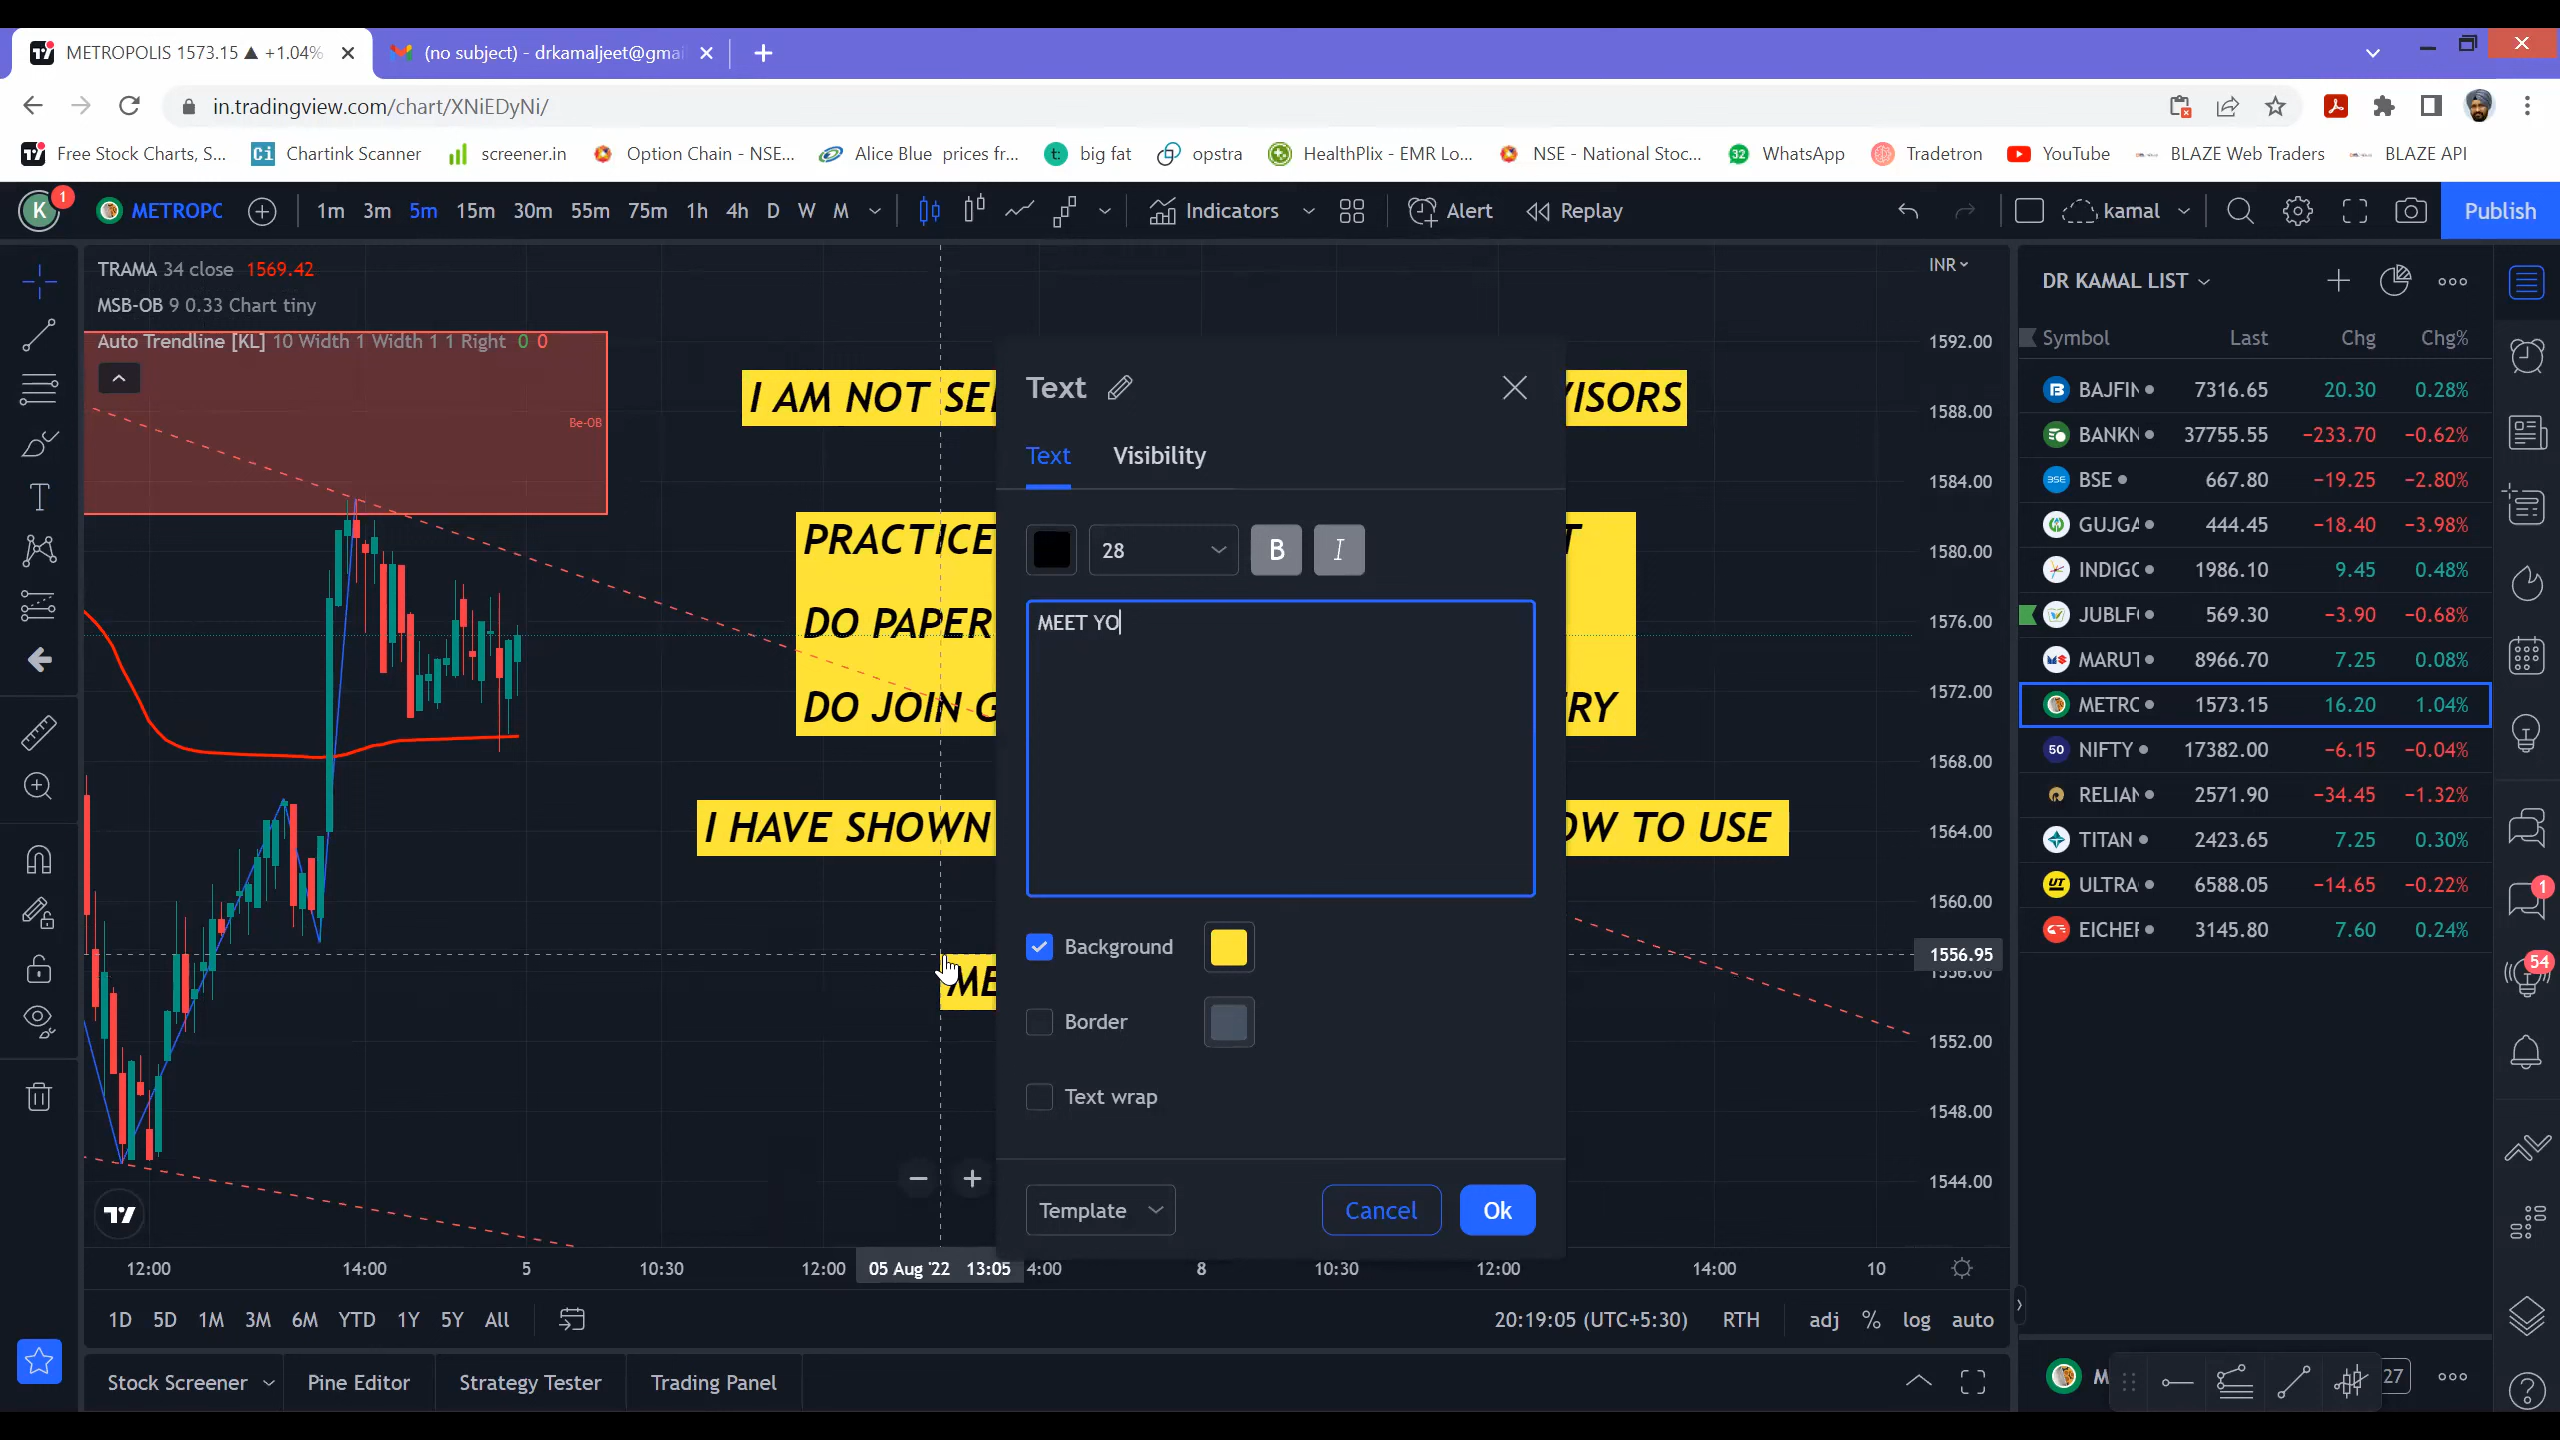 METROPOLIS 1573.15 ▲ +1.04%
(no subject) - drkamaljeet@gmai
in.tradingview.com/chart/XNiEDyNi/
Free Stock Charts, S... Chartink Scanner screener.in Option Chain - NSE... Alice Blue prices fr... big fat opstra HealthPlix - EMR Lo... NSE - National Stoc... 32 WhatsApp Tradetron YouTube BLAZE Web Traders BLAZE API
K 1 METROPC 1m 3m 5m 15m 30m 55m 75m 1h 4h D W M Indicators Alert Replay kamal Publish
TRAMA 34 close 1569.42
MSB-OB 9 0.33 Chart tiny
Auto Trendline [KL] 10 Width 1 Width 1 1 Right 0 0
Be-OB
I AM NOT SE
VISORS
PRACTICE
T
DO PAPER
DO JOIN G
RY
I HAVE SHOWN
OW TO USE
ME
Text
Text Visibility
28 B I
MEET YO
Background
Border
Text wrap
Template Cancel Ok
INR
1592.00
1588.00
1584.00
1580.00
1576.00
1572.00
1568.00
1564.00
1560.00
1556.95
1556.00
1552.00
1548.00
1544.00
12:00 14:00 5 10:30 12:00 05 Aug '22 13:05 4:00 8 10:30 12:00 14:00 10
1D 5D 1M 3M 6M YTD 1Y 5Y All 20:19:05 (UTC+5:30) RTH adj % log auto
Stock Screener Pine Editor Strategy Tester Trading Panel
DR KAMAL LIST
Symbol Last Chg Chg%
BAJFIN 7316.65 20.30 0.28%
BANKN 37755.55 −233.70 −0.62%
BSE 667.80 −19.25 −2.80%
GUJGA 444.45 −18.40 −3.98%
INDIGO 1986.10 9.45 0.48%
JUBLF 569.30 −3.90 −0.68%
MARUT 8966.70 7.25 0.08%
METRO 1573.15 16.20 1.04%
50 NIFTY 17382.00 −6.15 −0.04%
RELIAN 2571.90 −34.45 −1.32%
TITAN 2423.65 7.25 0.30%
ULTRA 6588.05 −14.65 −0.22%
EICHER 3145.80 7.60 0.24%
M 27
1
54